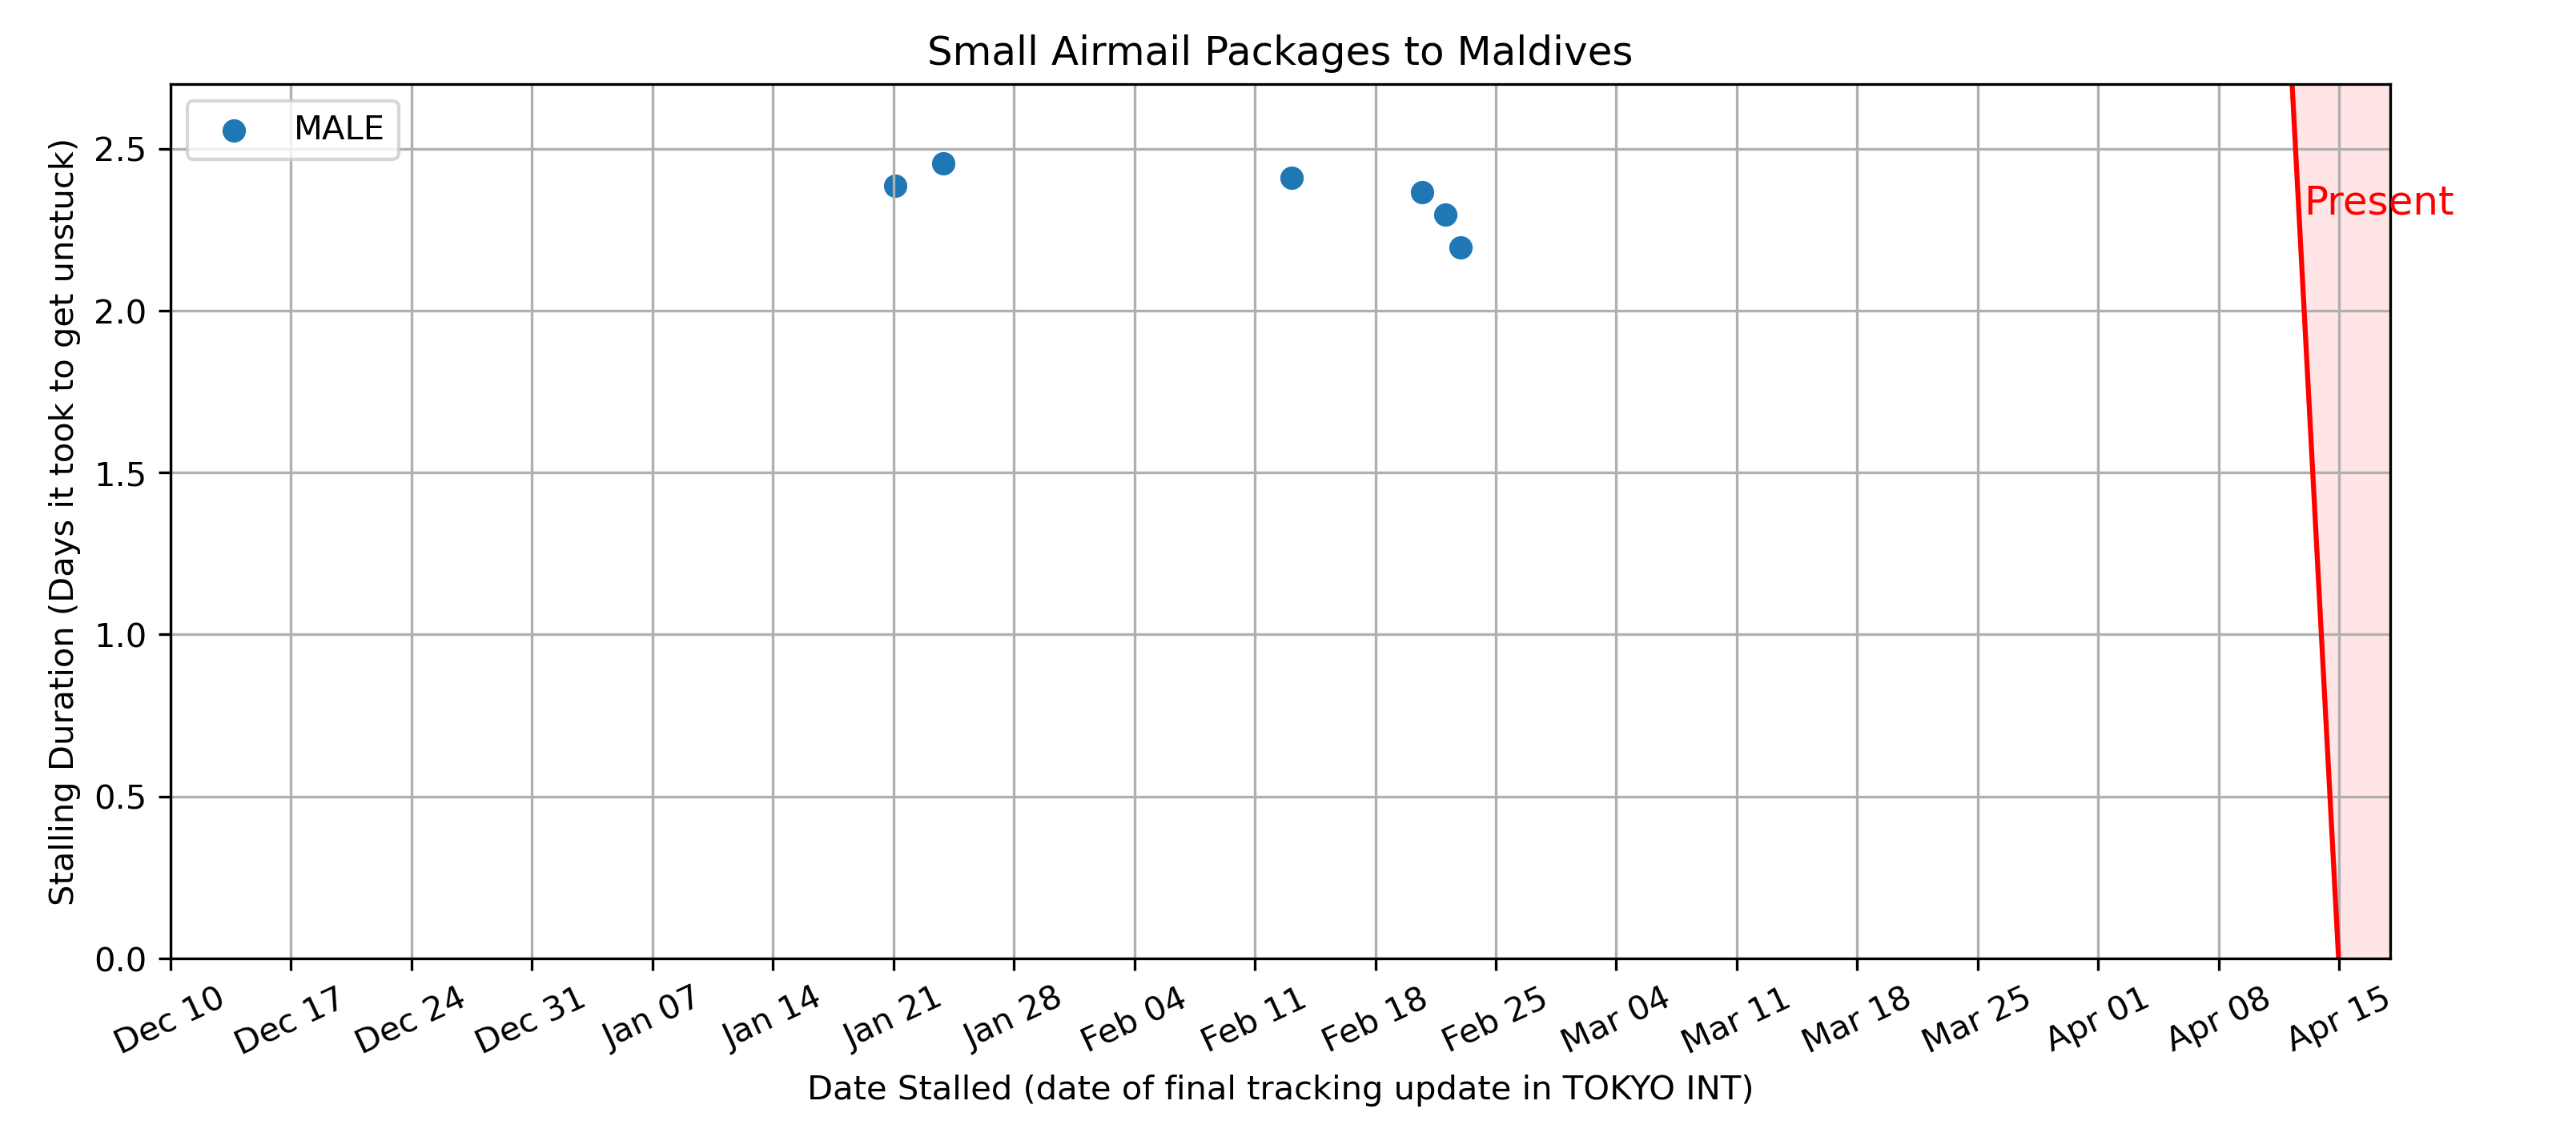 Small Airmail Packages to Maldives
MALE
Present
Stalling Duration (Days it took to get unstuck)
2.5
2.0
1.5
1.0
0.5
0.0
Dec 10 Dec 17 Dec 24 Dec 31 Jan 07 Jan 14 Jan 21 Jan 28 Feb 04 Feb 11 Feb 18 Feb 25 Mar 04 Mar 11 Mar 18 Mar 25 Apr 01 Apr 08 Apr 15
Date Stalled (date of final tracking update in TOKYO INT)